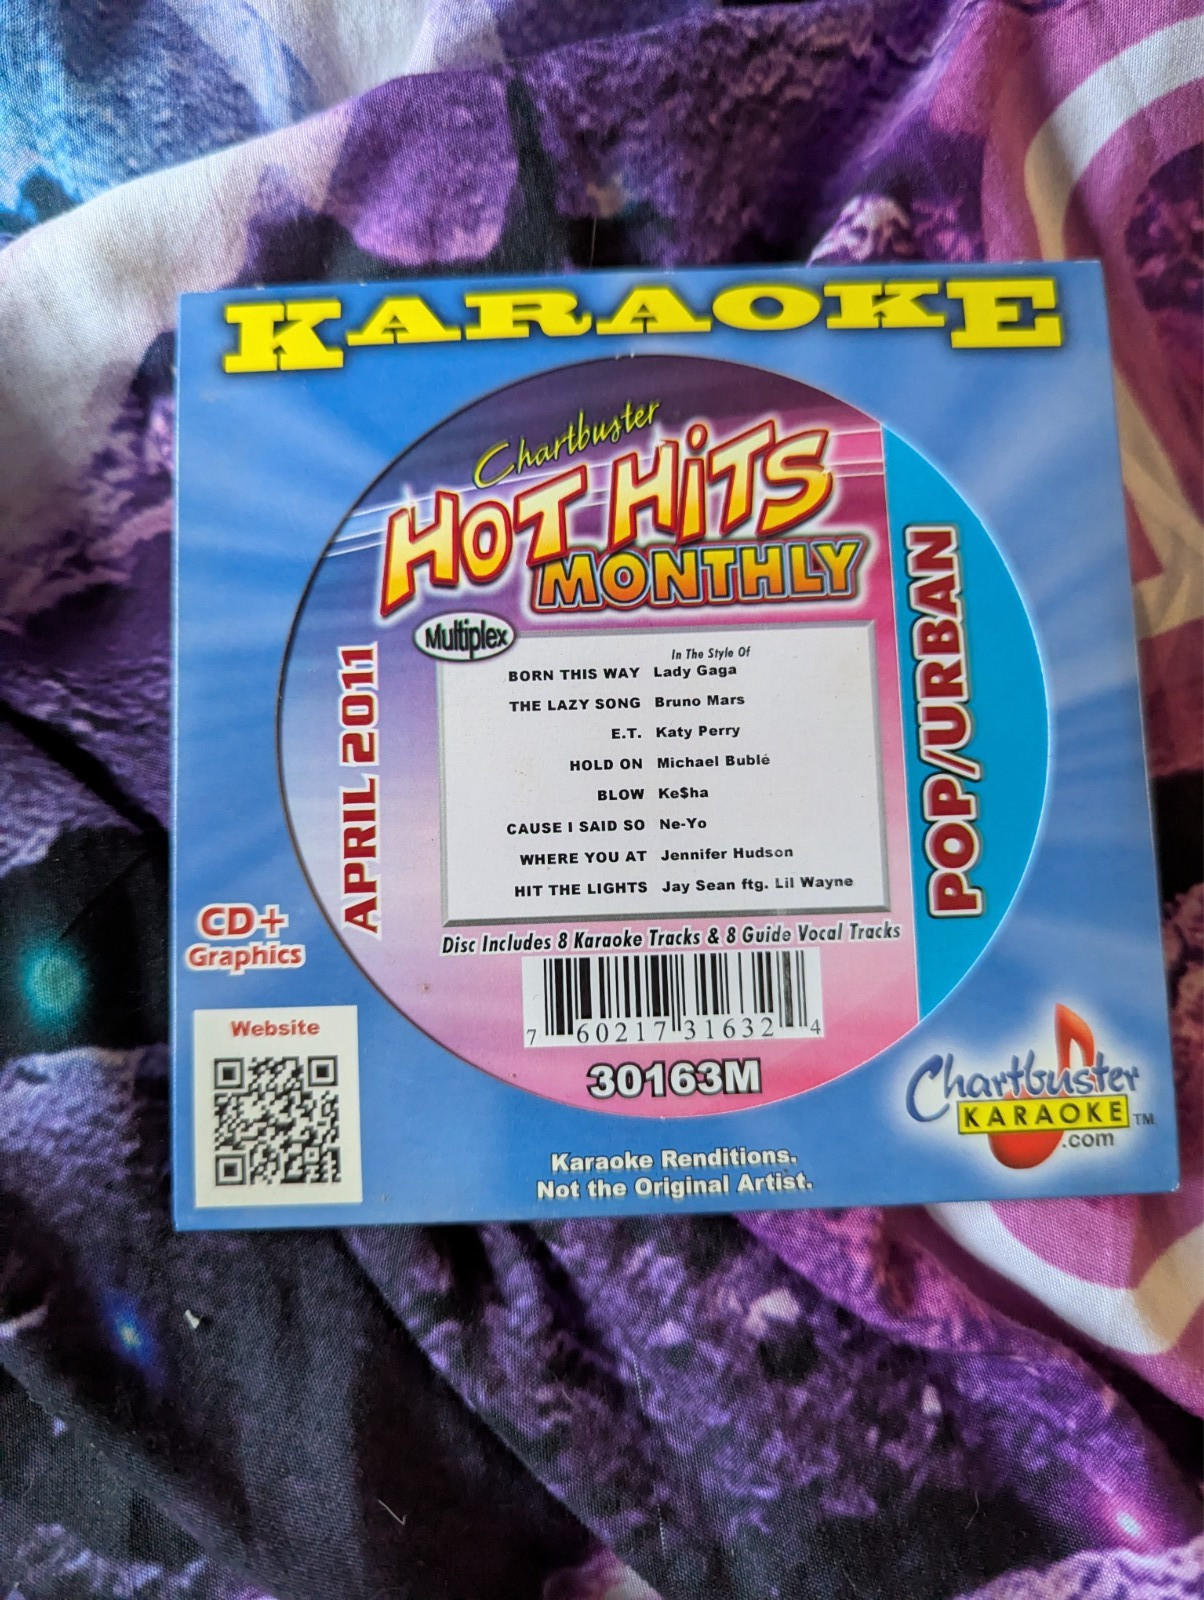 KARAOKE
Chartbuster
HOT HiTS
MONTHLY
Multiplex
In The Style Of
BORN THIS WAY Lady Gaga
THE LAZY SONG Bruno Mars
E.T. Katy Perry
HOLD ON Michael Bublé
BLOW Ke$ha
CAUSE I SAID SO Ne-Yo
WHERE YOU AT Jennifer Hudson
HIT THE LIGHTS Jay Sean ftg. Lil Wayne
APRIL 2011
POP/URBAN
Disc Includes 8 Karaoke Tracks & 8 Guide Vocal Tracks
7 60217 31632 4
30163M
CD+
Graphics
Website
Chartbuster
KARAOKE TM
.com
Karaoke Renditions.
Not the Original Artist.